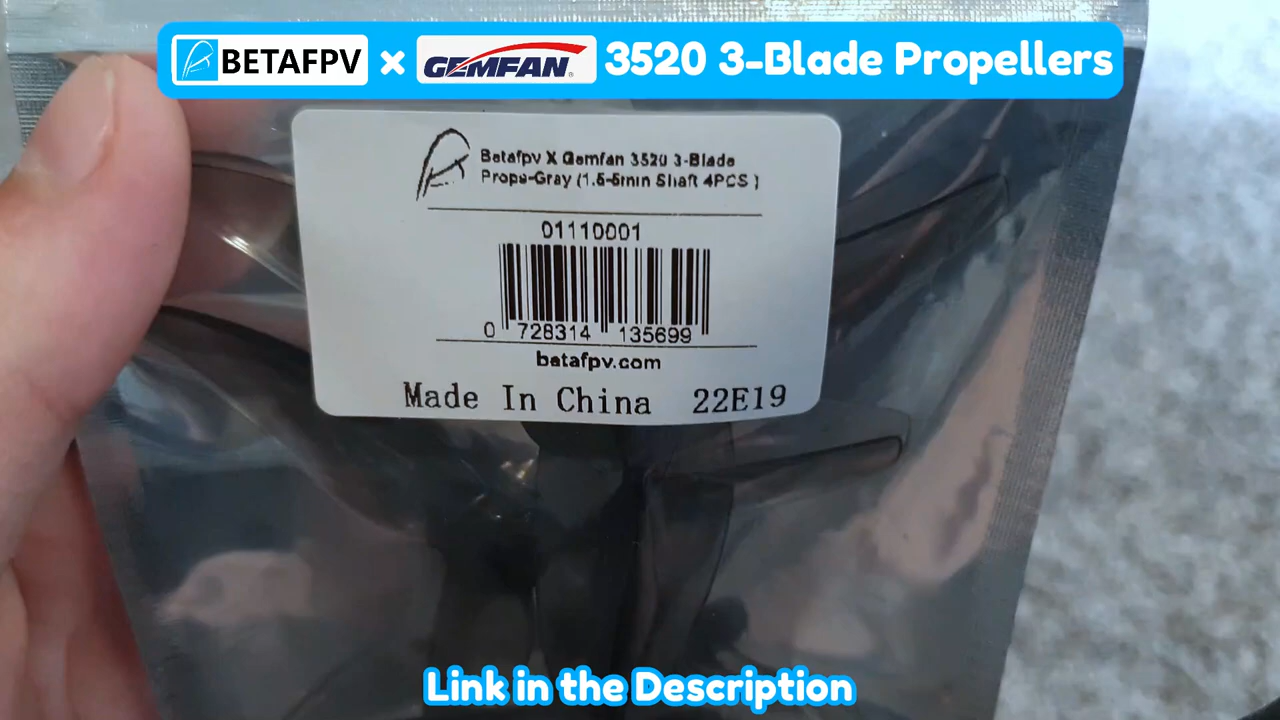 BETAFPV × GEMFAN 3520 3-Blade Propellers
Betafpv X Gemfan 3520 3-Blade
Props-Gray (1.5-5mm Shaft 4PCS )
01110001
0 728314 135699
betafpv.com
Made In China 22E19
Link in the Description